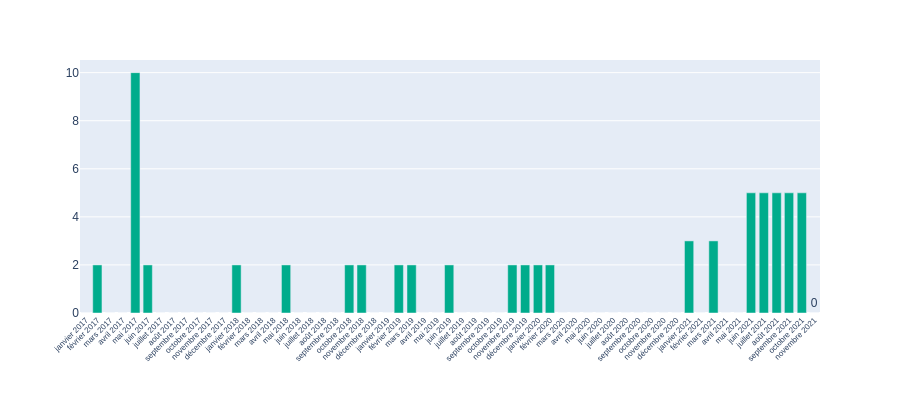 10
8
6
4
2
0
0
janvier 2017
février 2017
mars 2017
avril 2017
mai 2017
juin 2017
juillet 2017
août 2017
septembre 2017
octobre 2017
novembre 2017
décembre 2017
janvier 2018
février 2018
mars 2018
avril 2018
mai 2018
juin 2018
juillet 2018
août 2018
septembre 2018
octobre 2018
novembre 2018
décembre 2018
janvier 2019
février 2019
mars 2019
avril 2019
mai 2019
juin 2019
juillet 2019
août 2019
septembre 2019
octobre 2019
novembre 2019
décembre 2019
janvier 2020
février 2020
mars 2020
avril 2020
mai 2020
juin 2020
juillet 2020
août 2020
septembre 2020
octobre 2020
novembre 2020
décembre 2020
janvier 2021
février 2021
mars 2021
avril 2021
mai 2021
juin 2021
juillet 2021
août 2021
septembre 2021
octobre 2021
novembre 2021